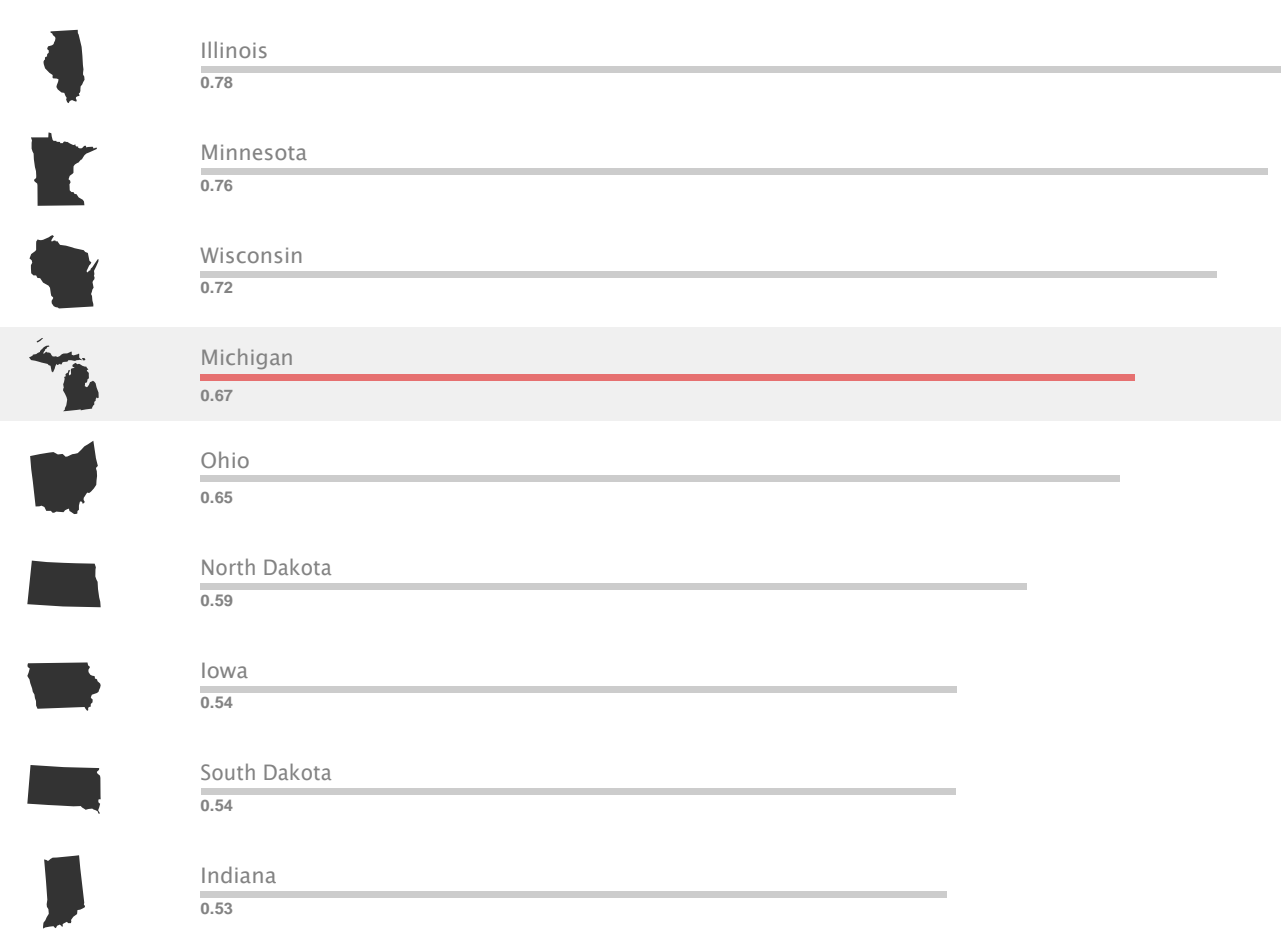 Illinois
0.78
Minnesota
0.76
Wisconsin
0.72
Michigan
0.67
Ohio
0.65
North Dakota
0.59
Iowa
0.54
South Dakota
0.54
Indiana
0.53